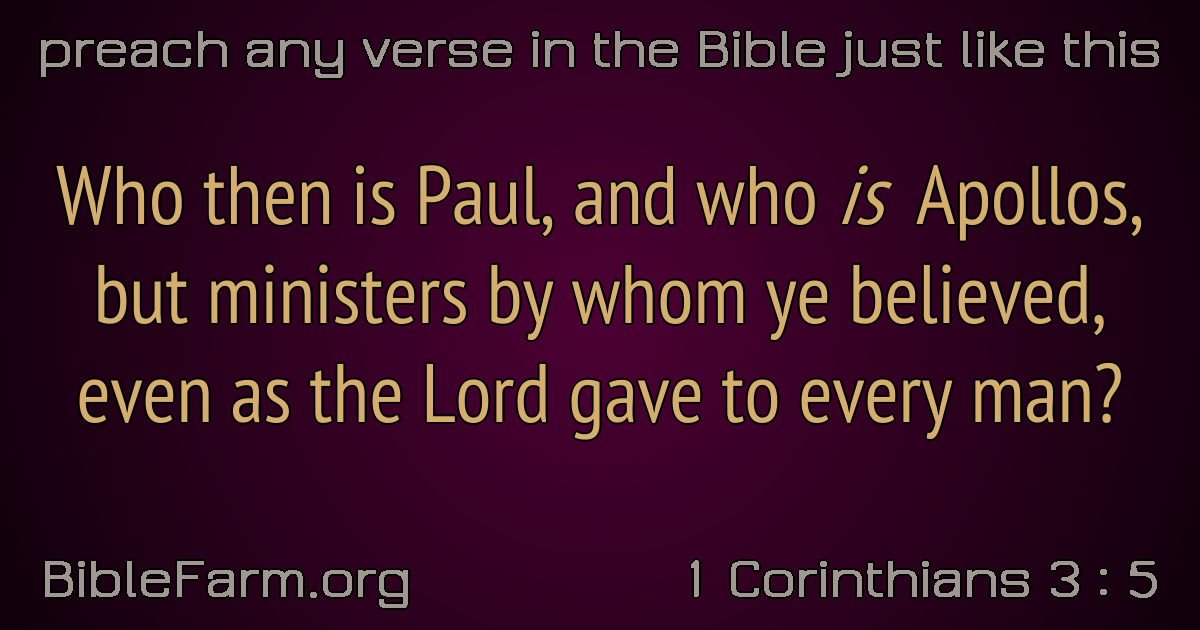 preach any verse in the Bible just like this
Who then is Paul, and who is Apollos,
but ministers by whom ye believed,
even as the Lord gave to every man?
BibleFarm.org
1 Corinthians 3 : 5